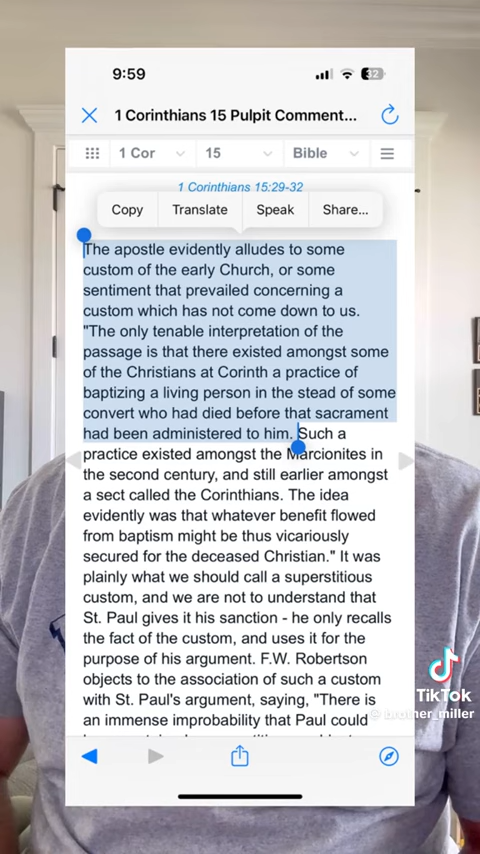 9:59
32
1 Corinthians 15 Pulpit Comment...
1 Cor
15
Bible
1 Corinthians 15:29-32
Copy
Translate
Speak
Share...
The apostle evidently alludes to some
custom of the early Church, or some
sentiment that prevailed concerning a
custom which has not come down to us.
"The only tenable interpretation of the
passage is that there existed amongst some
of the Christians at Corinth a practice of
baptizing a living person in the stead of some
convert who had died before that sacrament
had been administered to him. Such a
practice existed amongst the Marcionites in
the second century, and still earlier amongst
a sect called the Corinthians. The idea
evidently was that whatever benefit flowed
from baptism might be thus vicariously
secured for the deceased Christian." It was
plainly what we should call a superstitious
custom, and we are not to understand that
St. Paul gives it his sanction - he only recalls
the fact of the custom, and uses it for the
purpose of his argument. F.W. Robertson
objects to the association of such a custom
with St. Paul's argument, saying, "There is
an immense improbability that Paul could
TikTok
brother_miller